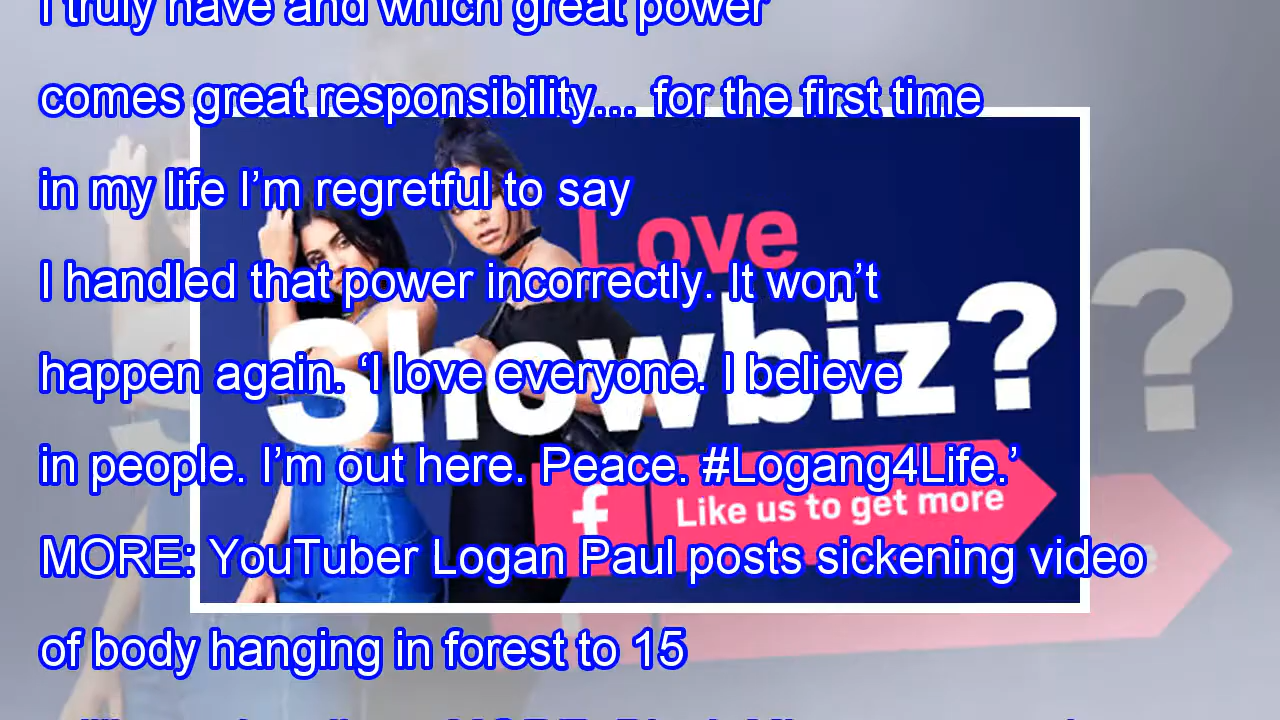 I truly have and which great power
comes great responsibility… for the first time
in my life I’m regretful to say
I handled that power incorrectly. It won’t
happen again. ‘I love everyone. I believe
in people. I’m out here. Peace. #Logang4Life.’
MORE: YouTuber Logan Paul posts sickening video
of body hanging in forest to 15
Love
Showbiz?
f
Like us to get more